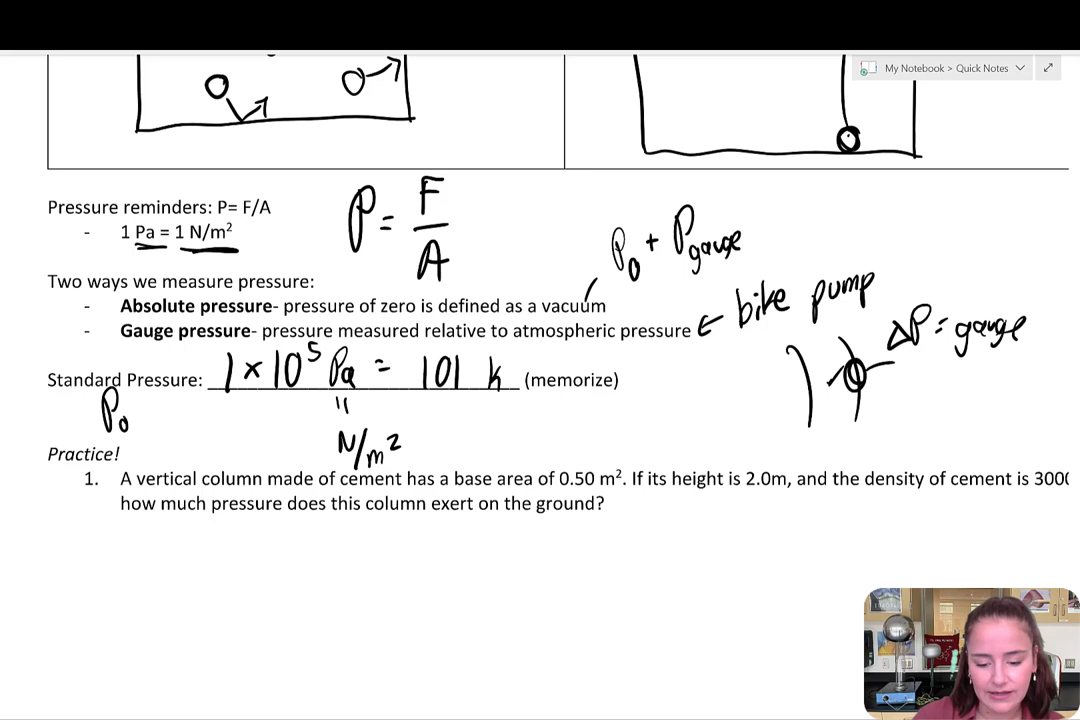 My Notebook > Quick Notes
Pressure reminders: P= F/A
- 1 Pa = 1 N/m²
P = F/A
P₀ + Pgauge
Two ways we measure pressure:
- Absolute pressure- pressure of zero is defined as a vacuum
- Gauge pressure- pressure measured relative to atmospheric pressure ← bike pump
ΔP = gauge
Standard Pressure: 1 × 10⁵ Pa = 101 k (memorize)
P₀
"
N/m²
Practice!
1. A vertical column made of cement has a base area of 0.50 m². If its height is 2.0m, and the density of cement is 300
how much pressure does this column exert on the ground?